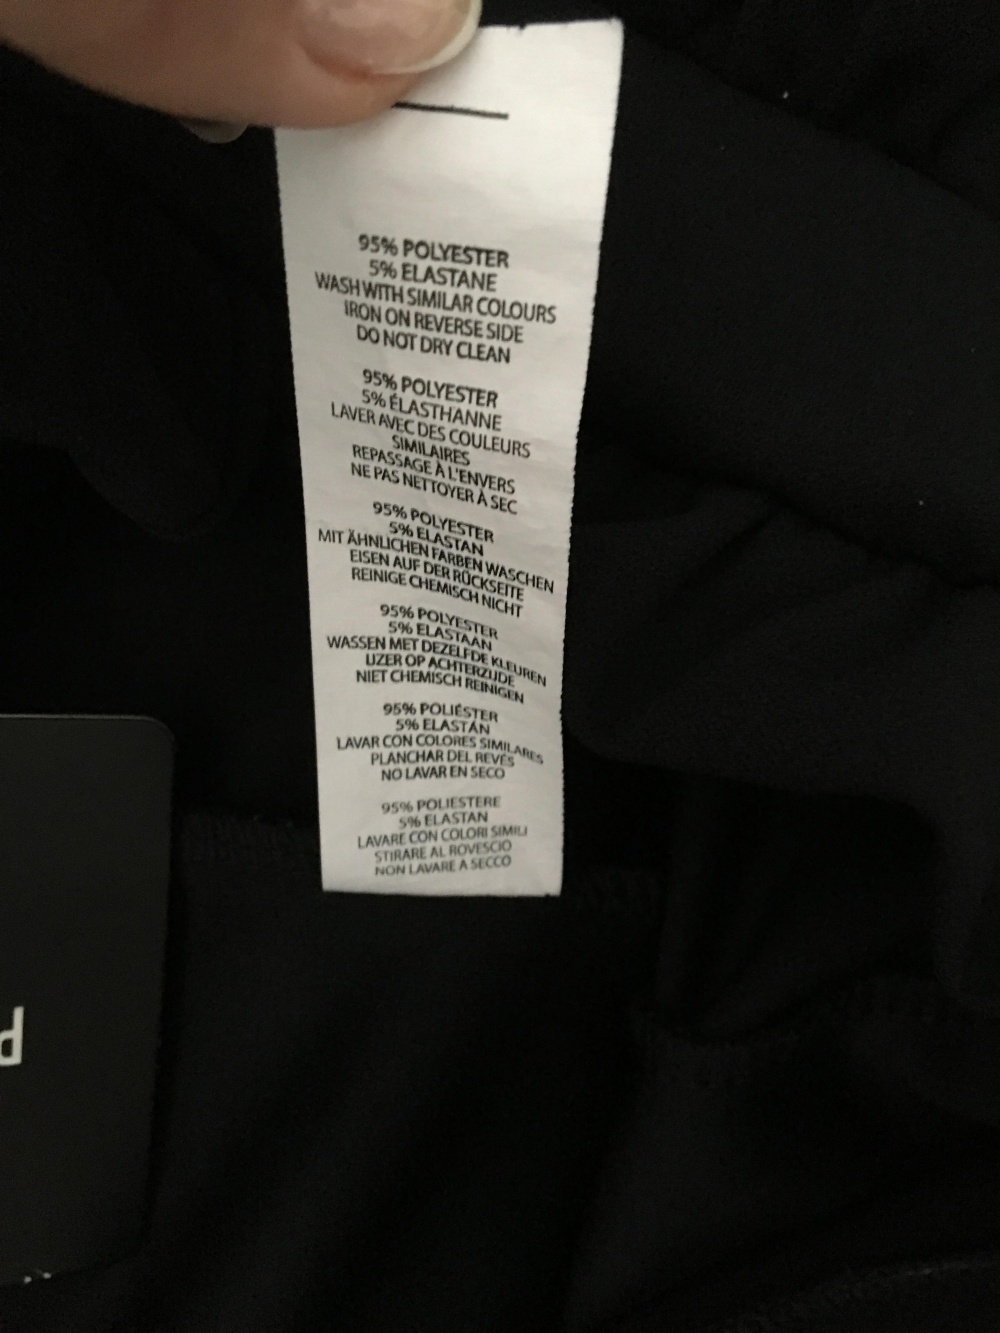 95% POLYESTER
5% ELASTANE
WASH WITH SIMILAR COLOURS
IRON ON REVERSE SIDE
DO NOT DRY CLEAN
95% POLYESTER
5% ÉLASTHANNE
LAVER AVEC DES COULEURS
SIMILAIRES
REPASSAGE À L'ENVERS
NE PAS NETTOYER À SEC
95% POLYESTER
5% ELASTAN
MIT ÄHNLICHEN FARBEN WASCHEN
EISEN AUF DER RÜCKSEITE
REINIGE CHEMISCH NICHT
95% POLYESTER
5% ELASTAAN
WASSEN MET DEZELFDE KLEUREN
IJZER OP ACHTERZIJDE
NIET CHEMISCH REINIGEN
95% POLIÉSTER
5% ELASTÁN
LAVAR CON COLORES SIMILARES
PLANCHAR DEL REVÉS
NO LAVAR EN SECO
95% POLIESTERE
5% ELASTAN
LAVARE CON COLORI SIMILI
STIRARE AL ROVESCIO
NON LAVARE A SECCO